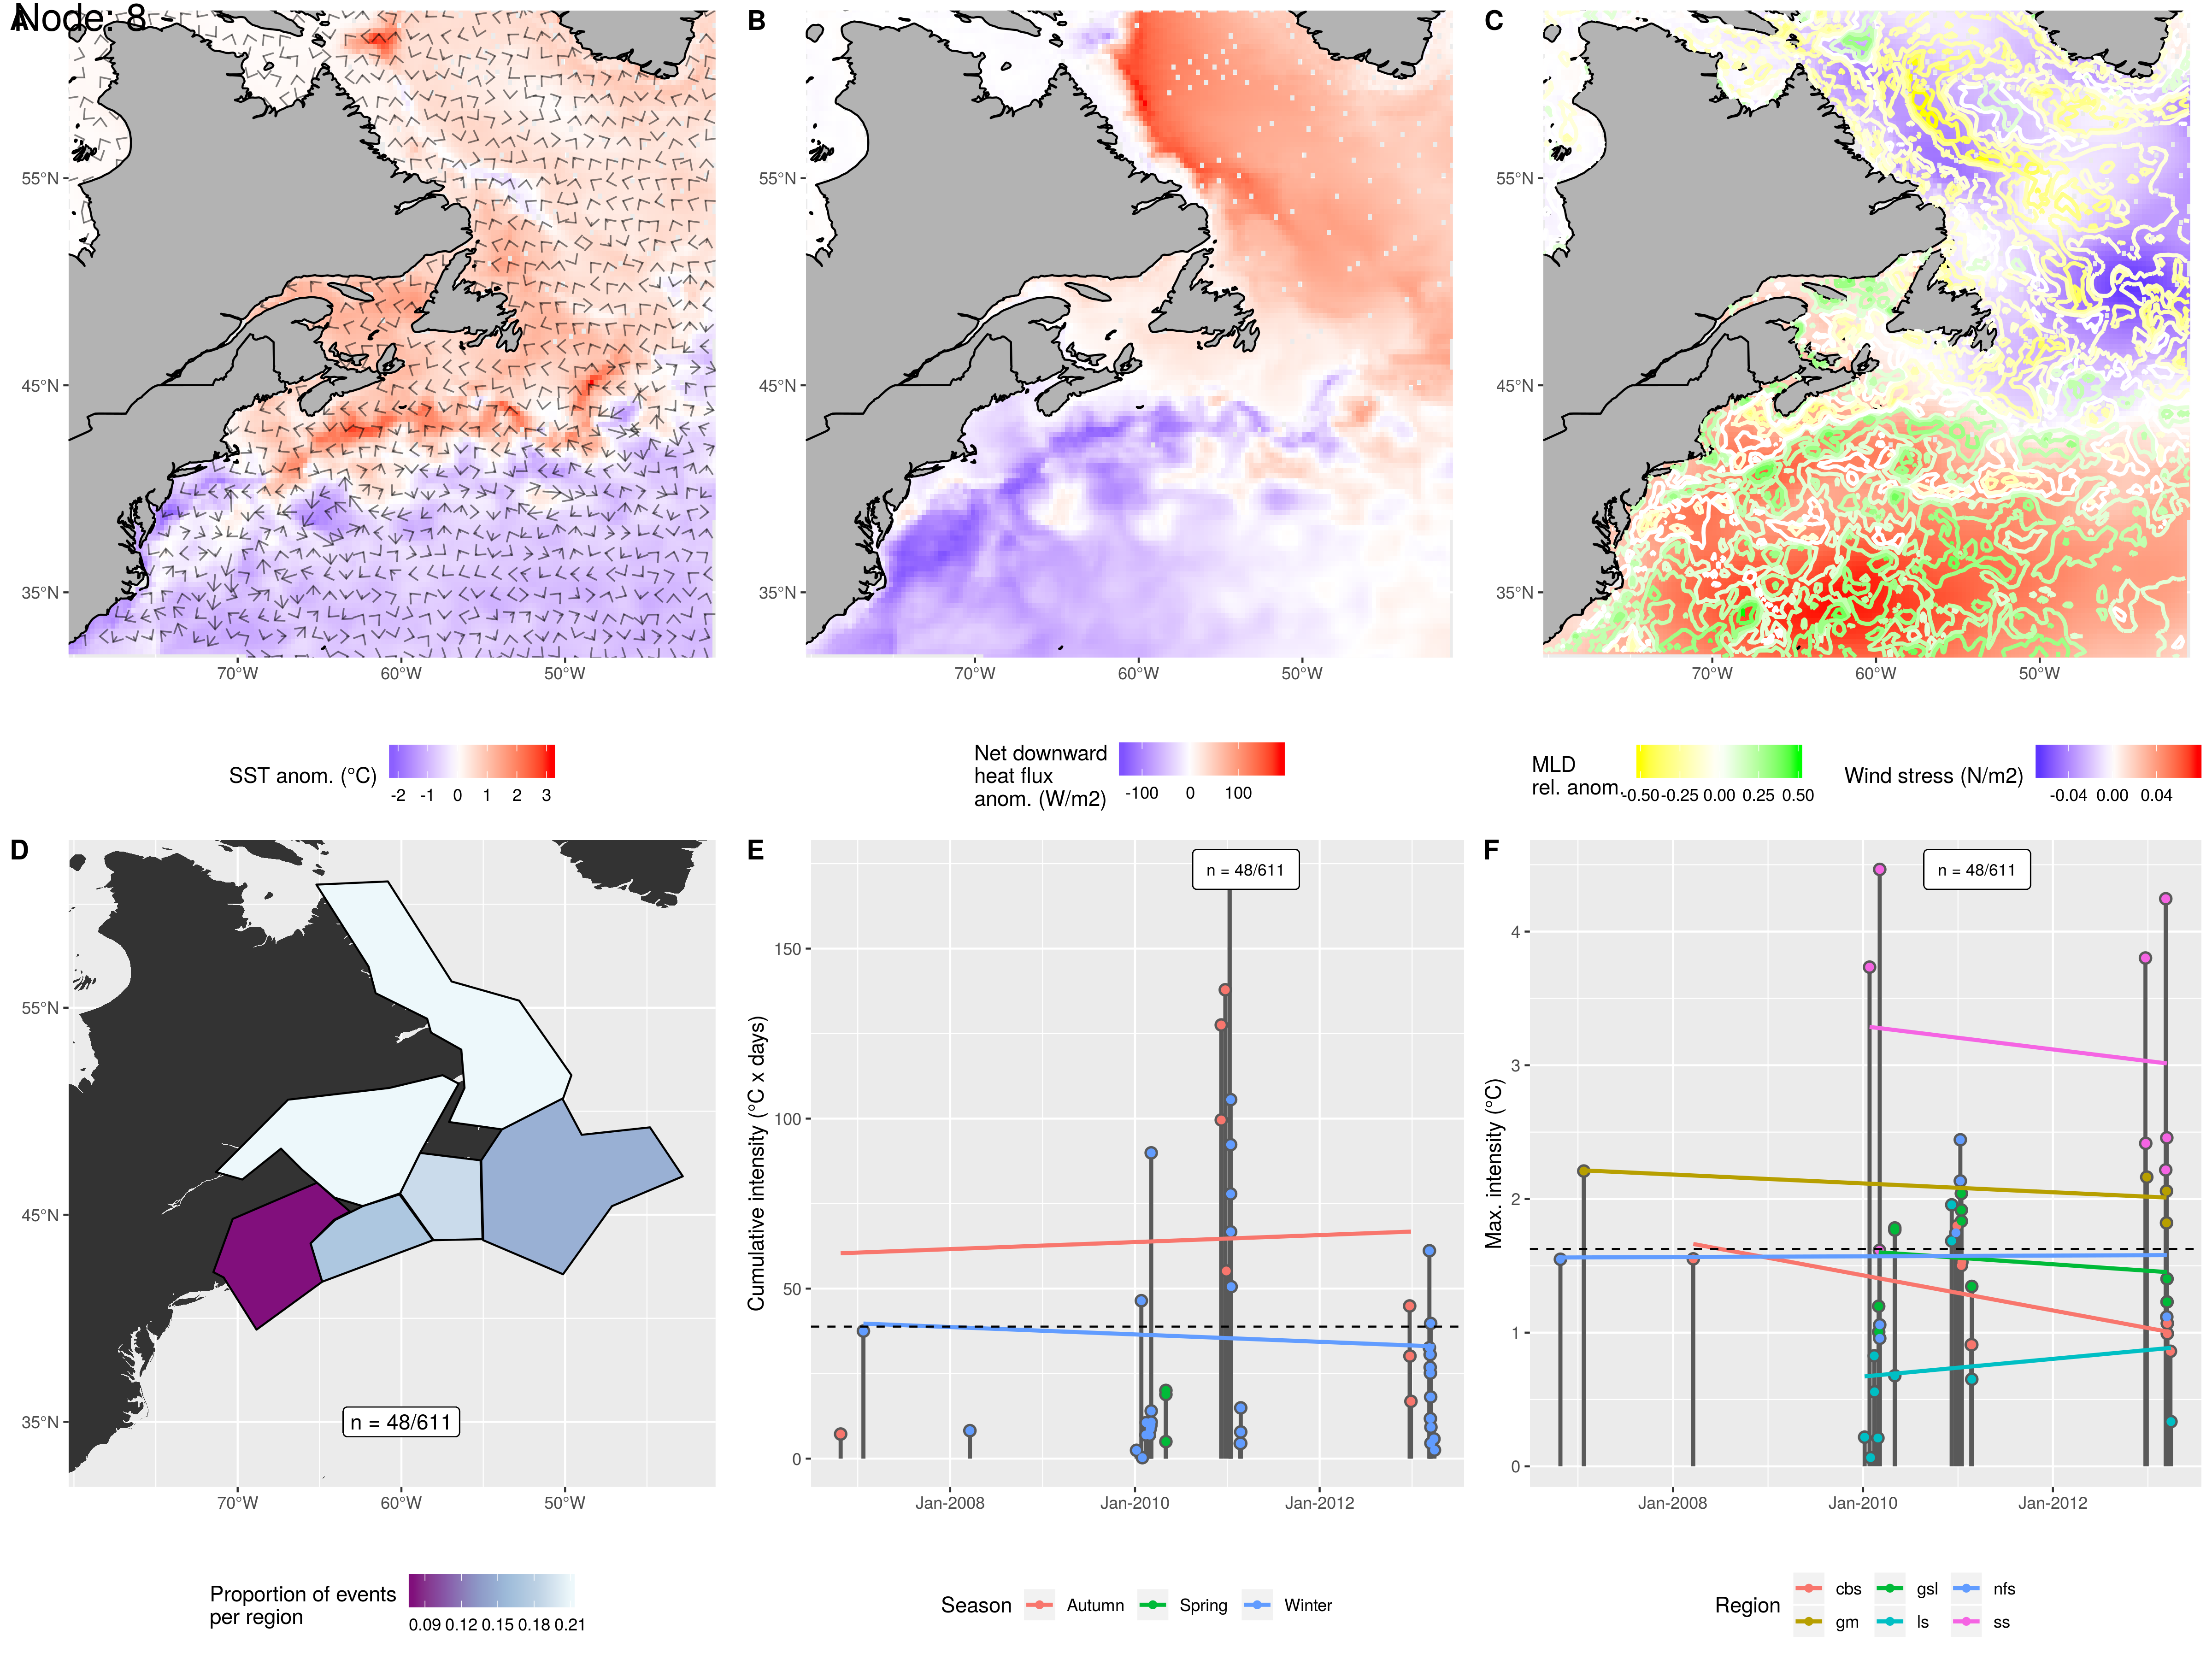 A
Node: 8
B
C
55°N
45°N
35°N
70°W
60°W
50°W
55°N
45°N
35°N
70°W
60°W
50°W
55°N
45°N
35°N
70°W
60°W
50°W
SST anom. (°C)
-2 -1 0 1 2 3
Net downward
heat flux
anom. (W/m2)
-100 0 100
MLD
rel. anom.
-0.50 -0.25 0.00 0.25 0.50
Wind stress (N/m2)
-0.04 0.00 0.04
D
55°N
45°N
35°N
n = 48/611
70°W
60°W
50°W
Proportion of events
per region
0.09 0.12 0.15 0.18 0.21
E
n = 48/611
Cumulative intensity (°C x days)
150
100
50
0
Jan-2008
Jan-2010
Jan-2012
Season
Autumn
Spring
Winter
F
n = 48/611
Max. intensity (°C)
4
3
2
1
0
Jan-2008
Jan-2010
Jan-2012
Region
cbs
gsl
nfs
gm
ls
ss